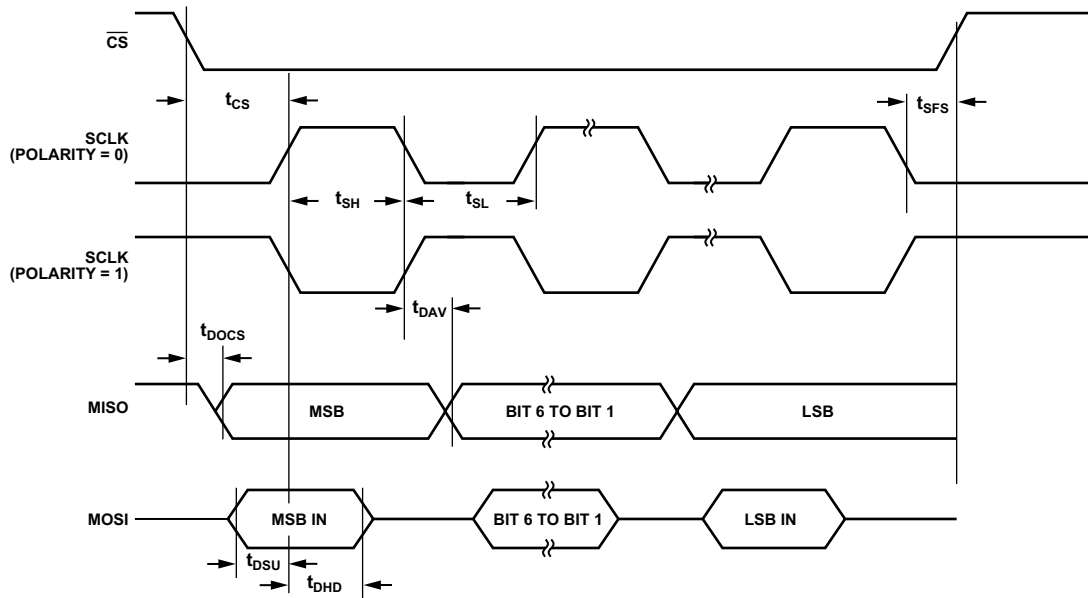 CS
tCS
tSFS
SCLK
(POLARITY = 0)
tSH
tSL
SCLK
(POLARITY = 1)
tDAV
tDOCS
MISO
MSB
BIT 6 TO BIT 1
LSB
MOSI
MSB IN
BIT 6 TO BIT 1
LSB IN
tDSU
tDHD